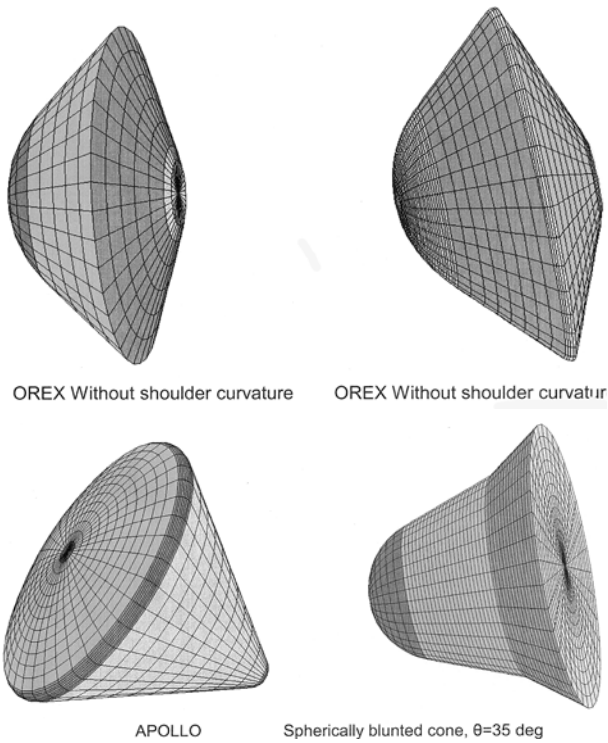 OREX Without shoulder curvature
OREX Without shoulder curvatur
APOLLO
Spherically blunted cone, θ=35 deg